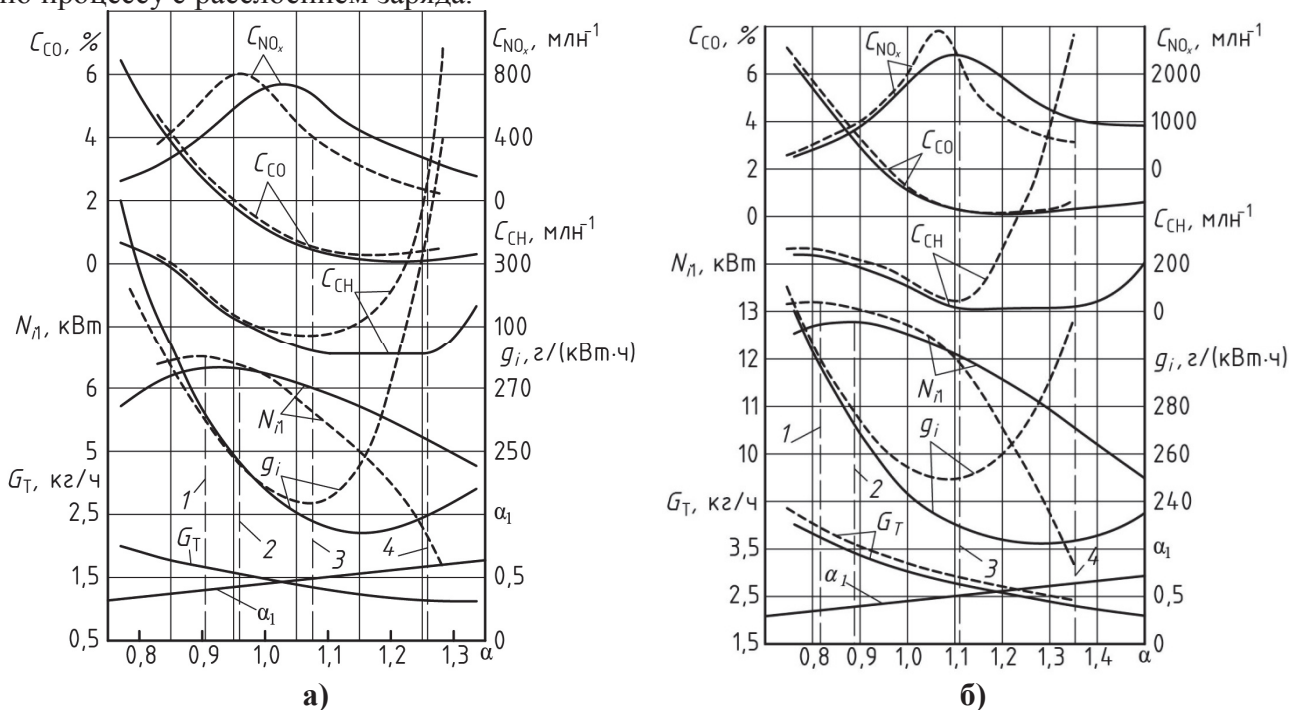 но процессу с расслоением заряда.
C_CO, %
C_NOx
C_NOx, млн⁻¹
6
800
4
400
C_CO
2
0
C_CH, млн⁻¹
0
300
C_CH
N_i1, кВт
100
g_i, г/(кВт·ч)
6
270
N_i1
5
250
g_i
G_T, кг/ч
1
2,5
α₁
2
3
4
G_T
1,5
0,5
α₁
0,5
0
0,8 0,9 1,0 1,1 1,2 1,3 α
а)
C_CO, %
C_NOx
C_NOx, млн⁻¹
6
2000
4
1000
C_CO
2
0
0
C_CH, млн⁻¹
C_CH
N_i1, кВт
200
13
0
12
g_i, г/(кВт·ч)
N_i1
11
280
1
g_i
10
260
2
G_T, кг/ч
240
G_T
3,5
α₁
3
4
α₁
2,5
0,5
1,5
0
0,8 0,9 1,0 1,1 1,2 1,3 1,4 α
б)